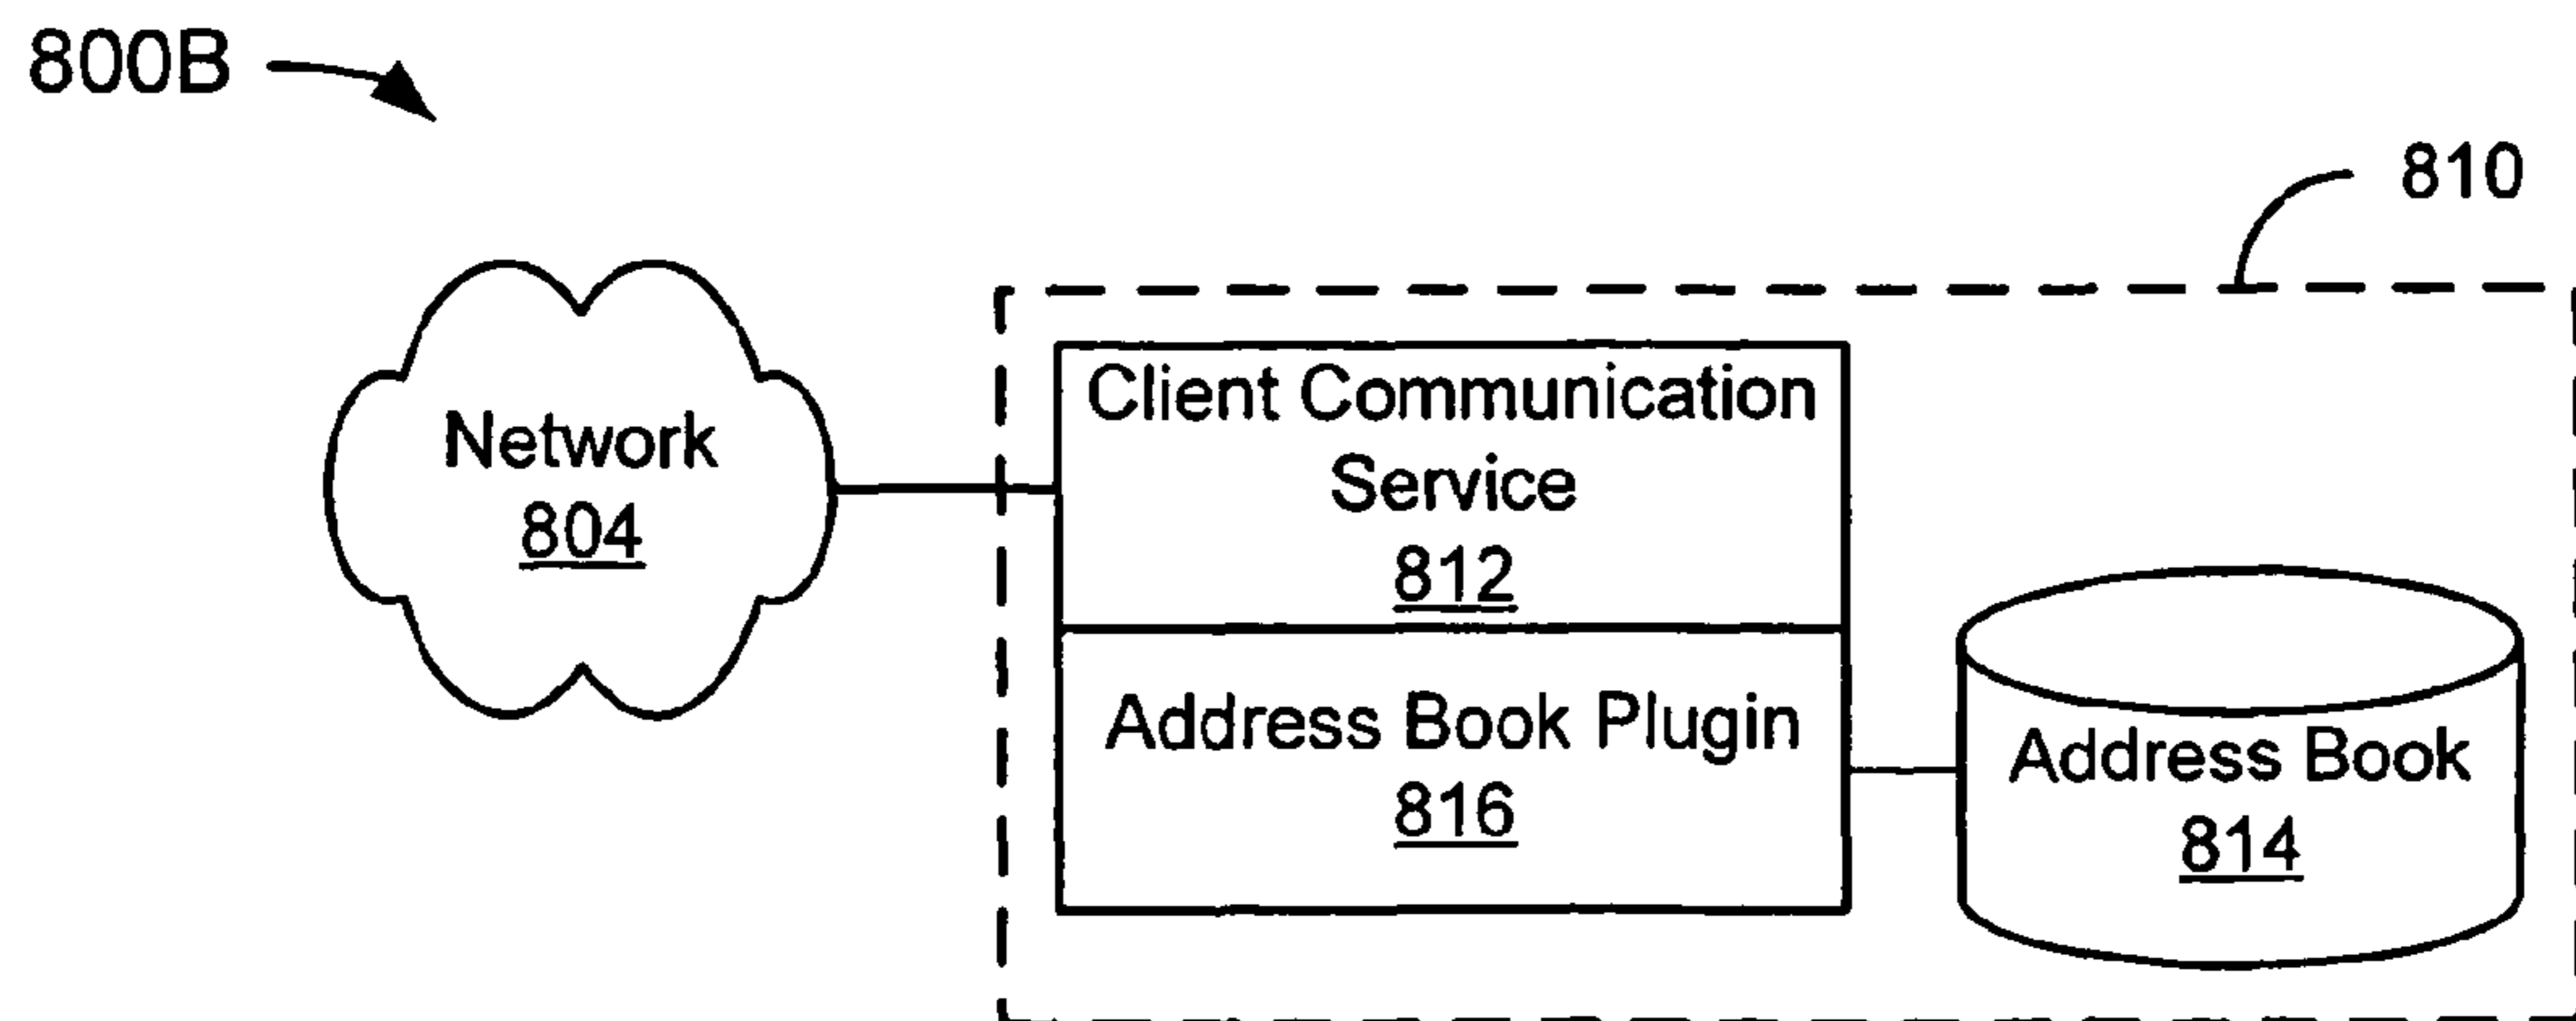 800B
810
Network
804
Client Communication
Service
812
Address Book Plugin
816
Address Book
814